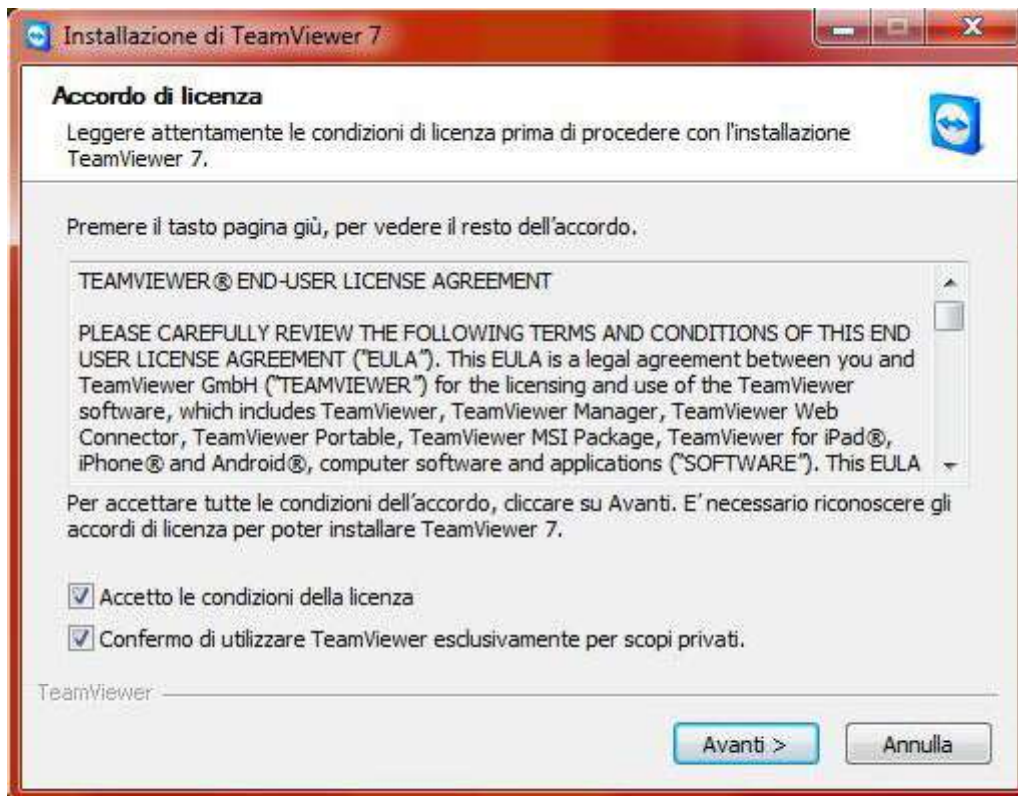 Installazione di TeamViewer 7
Accordo di licenza
Leggere attentamente le condizioni di licenza prima di procedere con l'installazione
TeamViewer 7.
Premere il tasto pagina giù, per vedere il resto dell'accordo.
TEAMVIEWER® END-USER LICENSE AGREEMENT
PLEASE CAREFULLY REVIEW THE FOLLOWING TERMS AND CONDITIONS OF THIS END
USER LICENSE AGREEMENT ("EULA"). This EULA is a legal agreement between you and
TeamViewer GmbH ("TEAMVIEWER") for the licensing and use of the TeamViewer
software, which includes TeamViewer, TeamViewer Manager, TeamViewer Web
Connector, TeamViewer Portable, TeamViewer MSI Package, TeamViewer for iPad®,
iPhone® and Android®, computer software and applications ("SOFTWARE"). This EULA
Per accettare tutte le condizioni dell'accordo, cliccare su Avanti. E' necessario riconoscere gli
accordi di licenza per poter installare TeamViewer 7.
Accetto le condizioni della licenza
Confermo di utilizzare TeamViewer esclusivamente per scopi privati.
TeamViewer
Avanti > Annulla